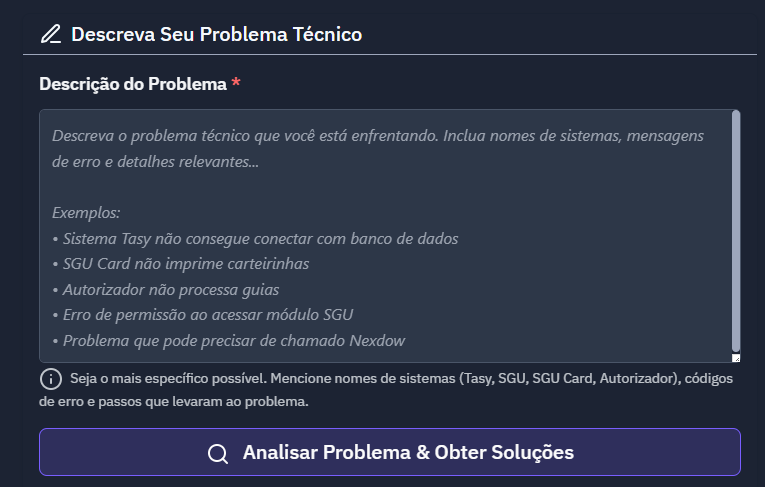 Descreva Seu Problema Técnico
Descrição do Problema *
Descreva o problema técnico que você está enfrentando. Inclua nomes de sistemas, mensagens
de erro e detalhes relevantes...
Exemplos:
• Sistema Tasy não consegue conectar com banco de dados
• SGU Card não imprime carteirinhas
• Autorizador não processa guias
• Erro de permissão ao acessar módulo SGU
• Problema que pode precisar de chamado Nexdow
Seja o mais específico possível. Mencione nomes de sistemas (Tasy, SGU, SGU Card, Autorizador), códigos
de erro e passos que levaram ao problema.
Analisar Problema & Obter Soluções